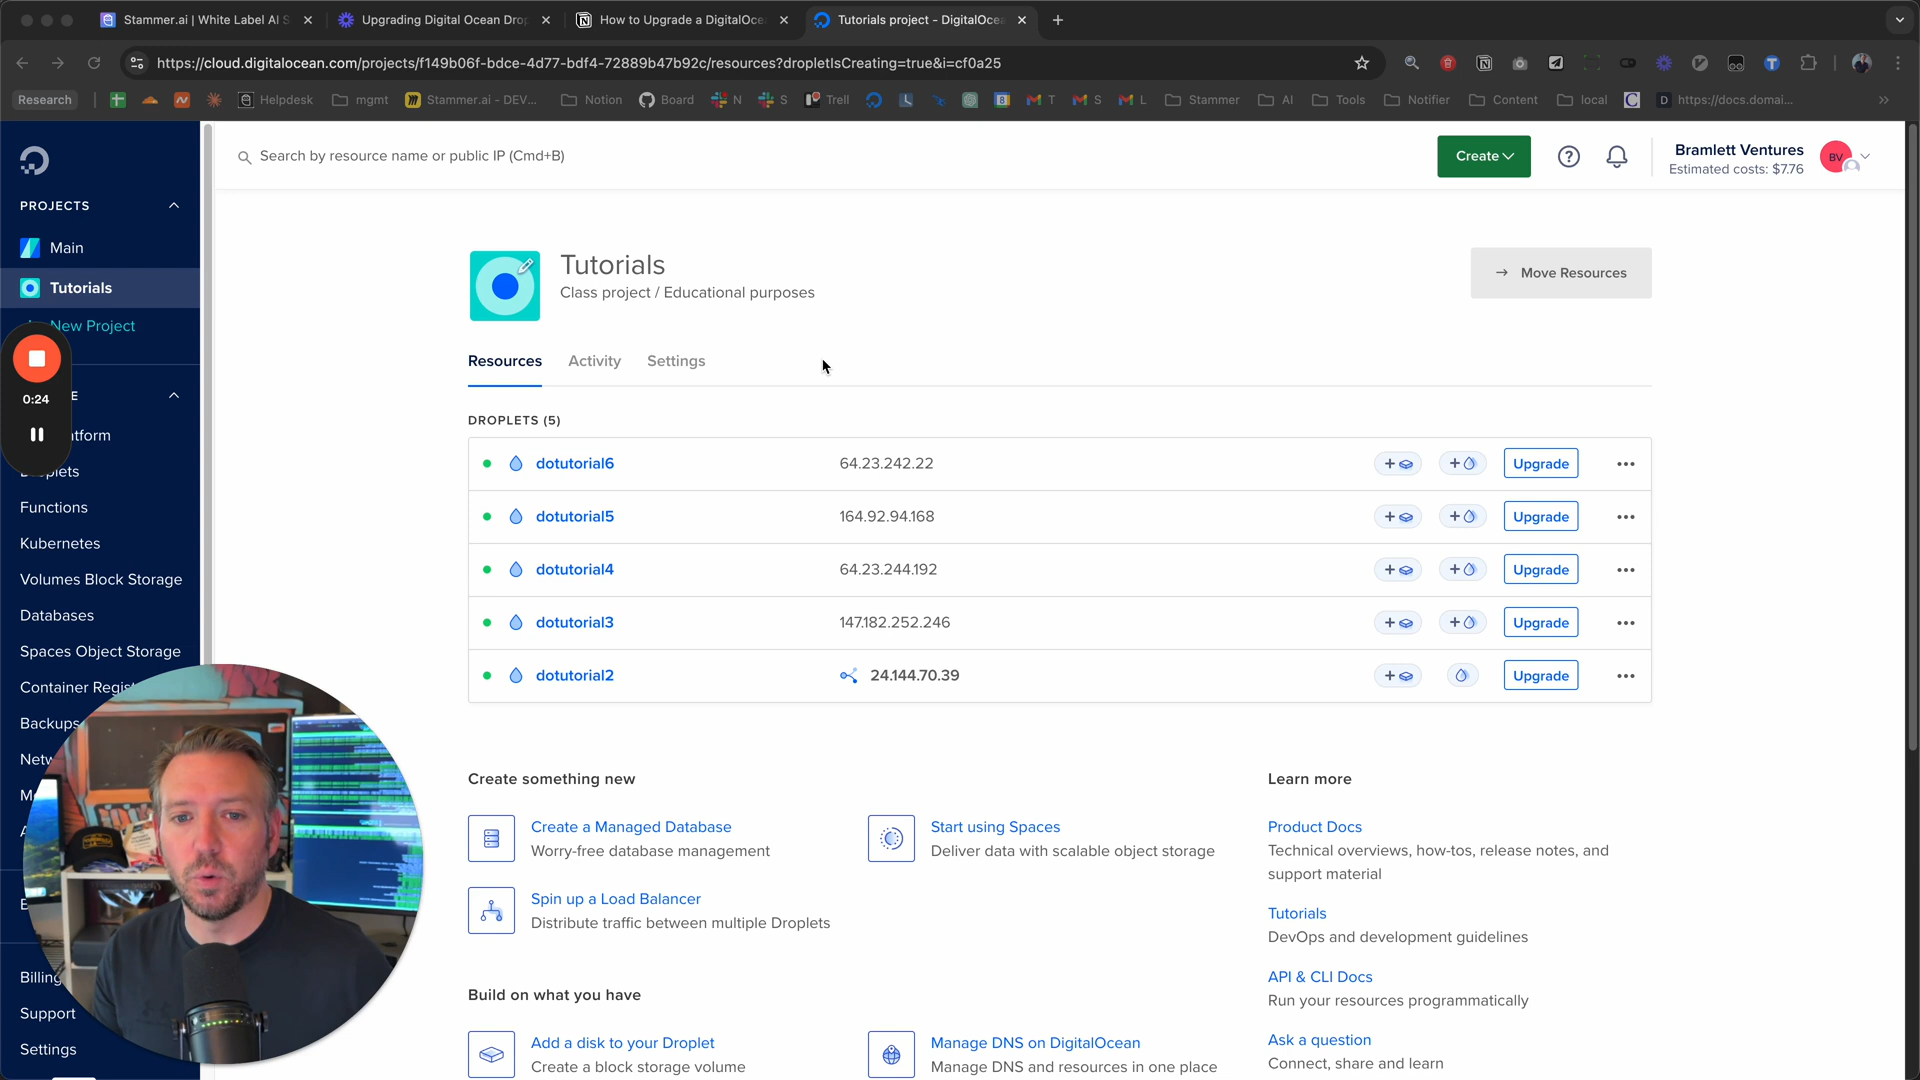 Stammer.ai | White Label AI S
Upgrading Digital Ocean Drop
How to Upgrade a DigitalOce
Tutorials project - DigitalOcea
https://cloud.digitalocean.com/projects/f149b06f-bdce-4d77-bdf4-72889b47b92c/resources?dropletIsCreating=true&i=cf0a25
Research
Helpdesk
mgmt
Stammer.ai - DEV...
Notion
Board
N
S
Trell
M T
M S
M L
Stammer
AI
Tools
Notifier
Content
local
https://docs.domai...
Search by resource name or public IP (Cmd+B)
Create
Bramlett Ventures
Estimated costs: $7.76
BV
PROJECTS
Main
Tutorials
New Project
0:24
E
tform
plets
Functions
Kubernetes
Volumes Block Storage
Databases
Spaces Object Storage
Container Regist
Backups
Netw
Billing
Support
Settings
Tutorials
Class project / Educational purposes
Move Resources
Resources
Activity
Settings
DROPLETS (5)
dotutorial6
64.23.242.22
Upgrade
dotutorial5
164.92.94.168
Upgrade
dotutorial4
64.23.244.192
Upgrade
dotutorial3
147.182.252.246
Upgrade
dotutorial2
24.144.70.39
Upgrade
Create something new
Create a Managed Database
Worry-free database management
Start using Spaces
Deliver data with scalable object storage
Spin up a Load Balancer
Distribute traffic between multiple Droplets
Build on what you have
Add a disk to your Droplet
Create a block storage volume
Manage DNS on DigitalOcean
Manage DNS and resources in one place
Learn more
Product Docs
Technical overviews, how-tos, release notes, and
support material
Tutorials
DevOps and development guidelines
API & CLI Docs
Run your resources programmatically
Ask a question
Connect, share and learn